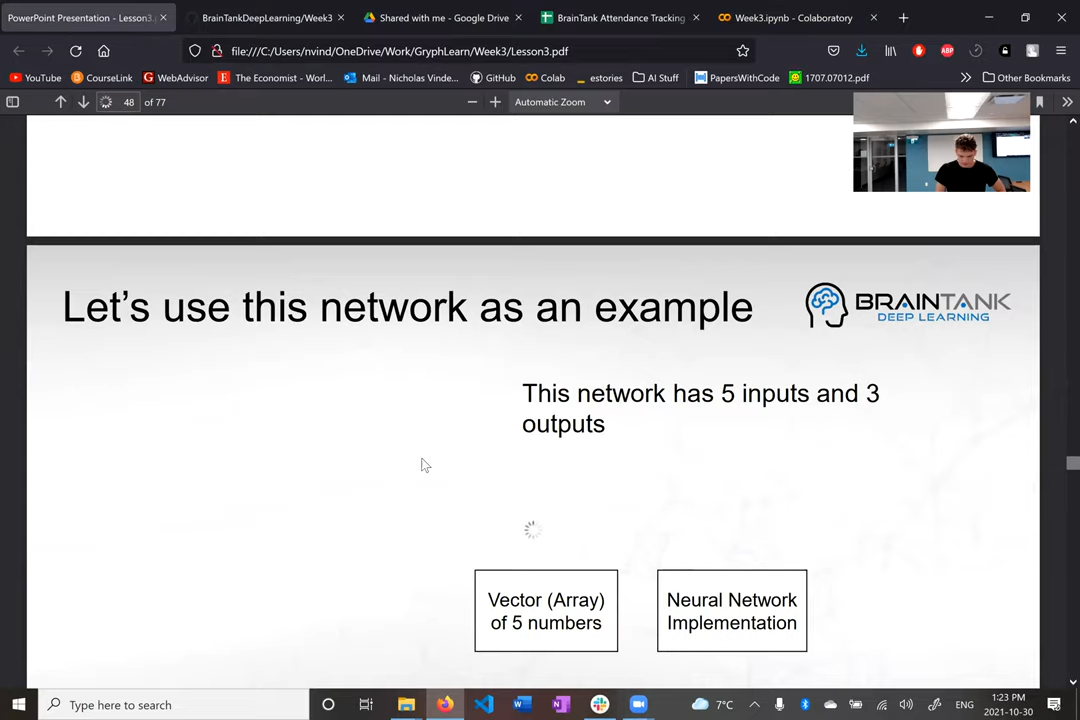 PowerPoint Presentation - Lesson3.
BrainTankDeepLearning/Week3
Shared with me - Google Drive
BrainTank Attendance Tracking
Week3.ipynb - Colaboratory
file:///C:/Users/nvind/OneDrive/Work/GryphLearn/Week3/Lesson3.pdf
YouTube
CourseLink
WebAdvisor
The Economist - Worl...
Mail - Nicholas Vinde...
GitHub
Colab
estories
AI Stuff
PapersWithCode
1707.07012.pdf
Other Bookmarks
48 of 77
Automatic Zoom
Let's use this network as an example
BRAINTANK
DEEP LEARNING
This network has 5 inputs and 3
outputs
Vector (Array)
of 5 numbers
Neural Network
Implementation
Type here to search
7°C
ENG
1:23 PM
2021-10-30